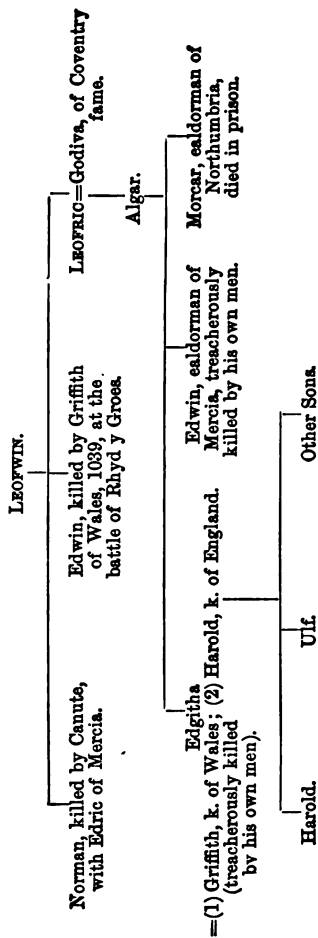 LEOFWIN.
Norman, killed by Canute,
with Edric of Mercia.
Edwin, killed by Griffith
of Wales, 1039, at the
battle of Rhyd y Groes.
LEOFRIC=Godiva, of Coventry
fame.
Algar.
Edgitha
=(1) Griffith, k. of Wales; (2) Harold, k. of England.
(treacherously killed
by his own men).
Edwin, ealdorman of
Mercia, treacherously
killed by his own men.
Morcar, ealdorman of
Northumbria,
died in prison.
Harold.
Ulf.
Other Sons.